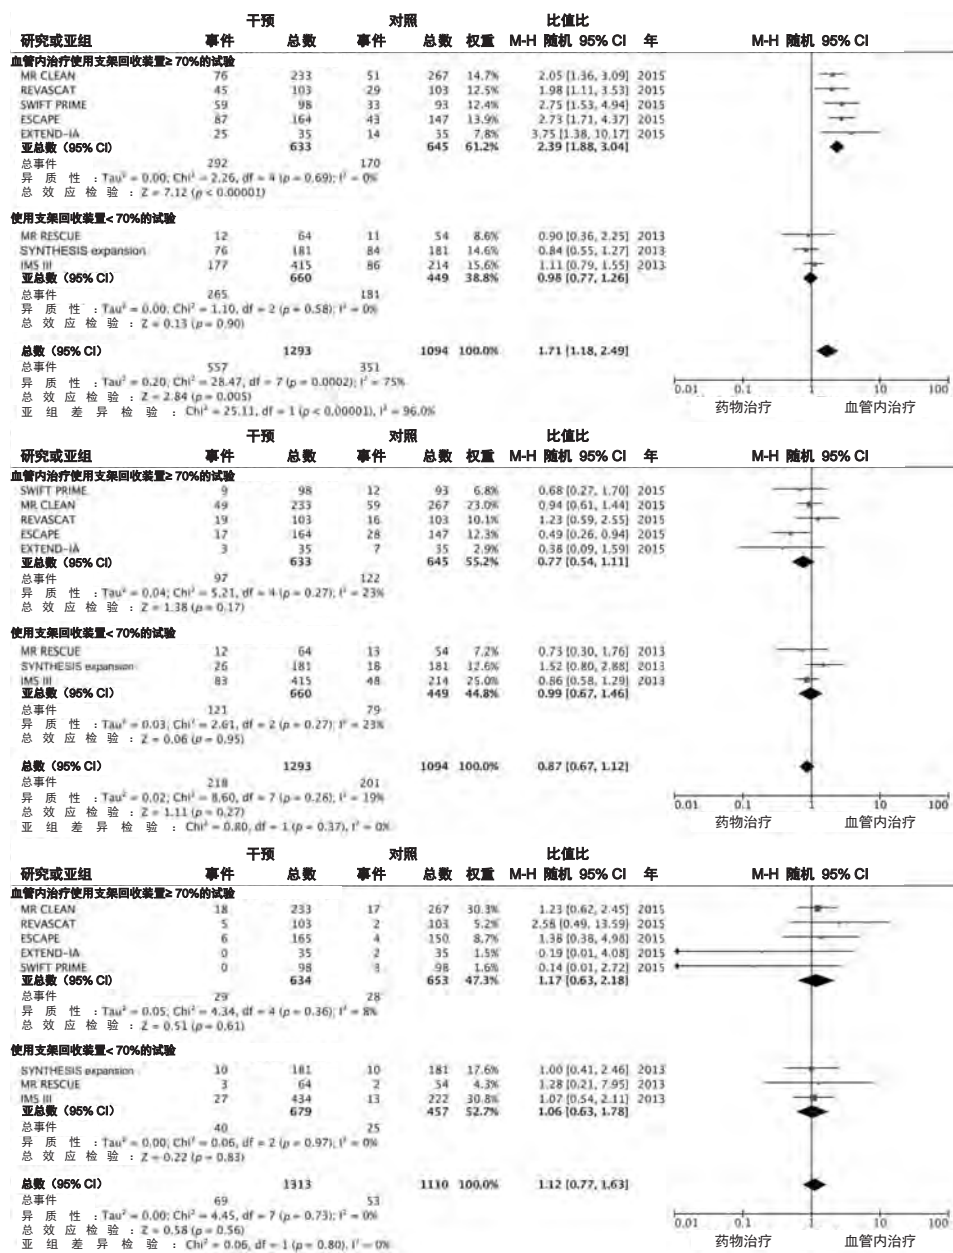 干预 对照 比值比
研究或亚组 事件 总数 事件 总数 权重 M-H 随机 95% CI 年 M-H 随机 95% CI
血管内治疗使用支架回收装置≥ 70%的试验
MR CLEAN 76 233 51 267 14.7% 2.05 [1.36, 3.09] 2015
REVASCAT 45 103 29 103 12.5% 1.98 [1.11, 3.53] 2015
SWIFT PRIME 59 98 33 93 12.4% 2.75 [1.53, 4.94] 2015
ESCAPE 87 164 43 147 13.9% 2.73 [1.71, 4.37] 2015
EXTEND-IA 25 35 14 35 7.8% 3.75 [1.38, 10.17] 2015
亚总数 (95% CI) 633 645 61.2% 2.39 [1.88, 3.04]
总事件 292 170
异质性:Tau² = 0.00; Chi² = 2.26, df = 4 (p = 0.69); I² = 0%
总效应检验:Z = 7.12 (p < 0.00001)
使用支架回收装置< 70%的试验
MR RESCUE 12 64 11 54 8.6% 0.90 [0.36, 2.25] 2013
SYNTHESIS expansion 76 181 84 181 14.6% 0.84 [0.55, 1.27] 2013
IMS III 177 415 86 214 15.6% 1.11 [0.79, 1.55] 2013
亚总数 (95% CI) 660 449 38.8% 0.98 [0.77, 1.26]
总事件 265 181
异质性:Tau² = 0.00; Chi² = 1.10, df = 2 (p = 0.58); I² = 0%
总效应检验:Z = 0.13 (p = 0.90)
总数 (95% CI) 1293 1094 100.0% 1.71 [1.18, 2.49]
总事件 557 351
异质性:Tau² = 0.20; Chi² = 28.47, df = 7 (p = 0.0002); I² = 75%
总效应检验:Z = 2.84 (p = 0.005)
亚组差异检验:Chi² = 25.11, df = 1 (p < 0.00001), I² = 96.0%
0.01 0.1 1 10 100
药物治疗 血管内治疗
干预 对照 比值比
研究或亚组 事件 总数 事件 总数 权重 M-H 随机 95% CI 年 M-H 随机 95% CI
血管内治疗使用支架回收装置≥ 70%的试验
SWIFT PRIME 9 98 12 93 6.8% 0.68 [0.27, 1.70] 2015
MR CLEAN 49 233 59 267 23.0% 0.94 [0.61, 1.44] 2015
REVASCAT 19 103 16 103 10.1% 1.23 [0.59, 2.55] 2015
ESCAPE 17 164 28 147 12.3% 0.49 [0.26, 0.94] 2015
EXTEND-IA 3 35 7 35 2.9% 0.38 [0.09, 1.59] 2015
亚总数 (95% CI) 633 645 55.2% 0.77 [0.54, 1.11]
总事件 97 122
异质性:Tau² = 0.04; Chi² = 5.21, df = 4 (p = 0.27); I² = 23%
总效应检验:Z = 1.38 (p = 0.17)
使用支架回收装置< 70%的试验
MR RESCUE 12 64 13 54 7.2% 0.73 [0.30, 1.76] 2013
SYNTHESIS expansion 26 181 18 181 12.6% 1.52 [0.80, 2.88] 2013
IMS III 83 415 48 214 25.0% 0.86 [0.58, 1.29] 2013
亚总数 (95% CI) 660 449 44.8% 0.99 [0.67, 1.46]
总事件 121 79
异质性:Tau² = 0.03; Chi² = 2.61, df = 2 (p = 0.27); I² = 23%
总效应检验:Z = 0.06 (p = 0.95)
总数 (95% CI) 1293 1094 100.0% 0.87 [0.67, 1.12]
总事件 218 201
异质性:Tau² = 0.02; Chi² = 8.60, df = 7 (p = 0.26); I² = 19%
总效应检验:Z = 1.11 (p = 0.27)
亚组差异检验:Chi² = 0.80, df = 1 (p = 0.37), I² = 0%
0.01 0.1 1 10 100
药物治疗 血管内治疗
干预 对照 比值比
研究或亚组 事件 总数 事件 总数 权重 M-H 随机 95% CI 年 M-H 随机 95% CI
血管内治疗使用支架回收装置≥ 70%的试验
MR CLEAN 18 233 17 267 30.3% 1.23 [0.62, 2.45] 2015
REVASCAT 5 103 2 103 5.2% 2.58 [0.49, 13.59] 2015
ESCAPE 6 165 4 150 8.7% 1.38 [0.38, 4.98] 2015
EXTEND-IA 0 35 2 35 1.5% 0.19 [0.01, 4.08] 2015
SWIFT PRIME 0 98 3 98 1.6% 0.14 [0.01, 2.72] 2015
亚总数 (95% CI) 634 653 47.3% 1.17 [0.63, 2.18]
总事件 29 28
异质性:Tau² = 0.05; Chi² = 4.34, df = 4 (p = 0.36); I² = 8%
总效应检验:Z = 0.51 (p = 0.61)
使用支架回收装置< 70%的试验
SYNTHESIS expansion 10 181 10 181 17.6% 1.00 [0.41, 2.46] 2013
MR RESCUE 3 64 2 54 4.3% 1.28 [0.21, 7.95] 2013
IMS III 27 434 13 222 30.8% 1.07 [0.54, 2.11] 2013
亚总数 (95% CI) 679 457 52.7% 1.06 [0.63, 1.78]
总事件 40 25
异质性:Tau² = 0.00; Chi² = 0.06, df = 2 (p = 0.97); I² = 0%
总效应检验:Z = 0.22 (p = 0.83)
总数 (95% CI) 1313 1110 100.0% 1.12 [0.77, 1.63]
总事件 69 53
异质性:Tau² = 0.00; Chi² = 4.45, df = 7 (p = 0.73); I² = 0%
总效应检验:Z = 0.58 (p = 0.56)
亚组差异检验:Chi² = 0.06, df = 1 (p = 0.80), I² = 0%
0.01 0.1 1 10 100
药物治疗 血管内治疗